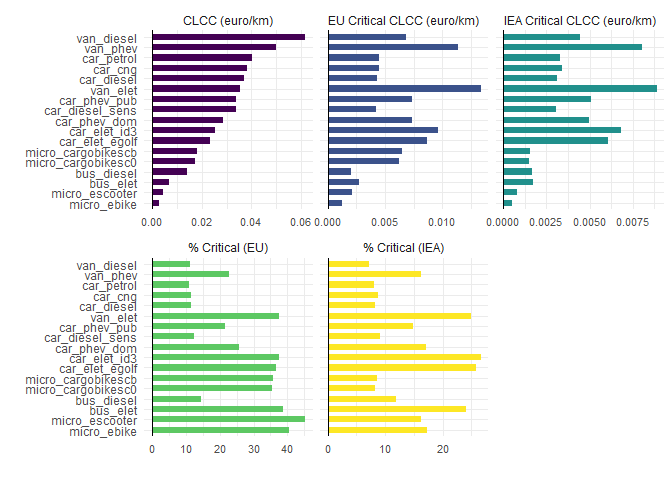 CLCC (euro/km)
EU Critical CLCC (euro/km)
IEA Critical CLCC (euro/km)
van_diesel
van_phev
car_petrol
car_cng
car_diesel
van_elet
car_phev_pub
car_diesel_sens
car_phev_dom
car_elet_id3
car_elet_egolf
micro_cargobikescb
micro_cargobikesc0
bus_diesel
bus_elet
micro_escooter
micro_ebike
0.00 0.02 0.04 0.06
0.000 0.005 0.010
0.0000 0.0025 0.0050 0.0075
% Critical (EU)
% Critical (IEA)
van_diesel
van_phev
car_petrol
car_cng
car_diesel
van_elet
car_phev_pub
car_diesel_sens
car_phev_dom
car_elet_id3
car_elet_egolf
micro_cargobikescb
micro_cargobikesc0
bus_diesel
bus_elet
micro_escooter
micro_ebike
0 10 20 30 40
0 10 20